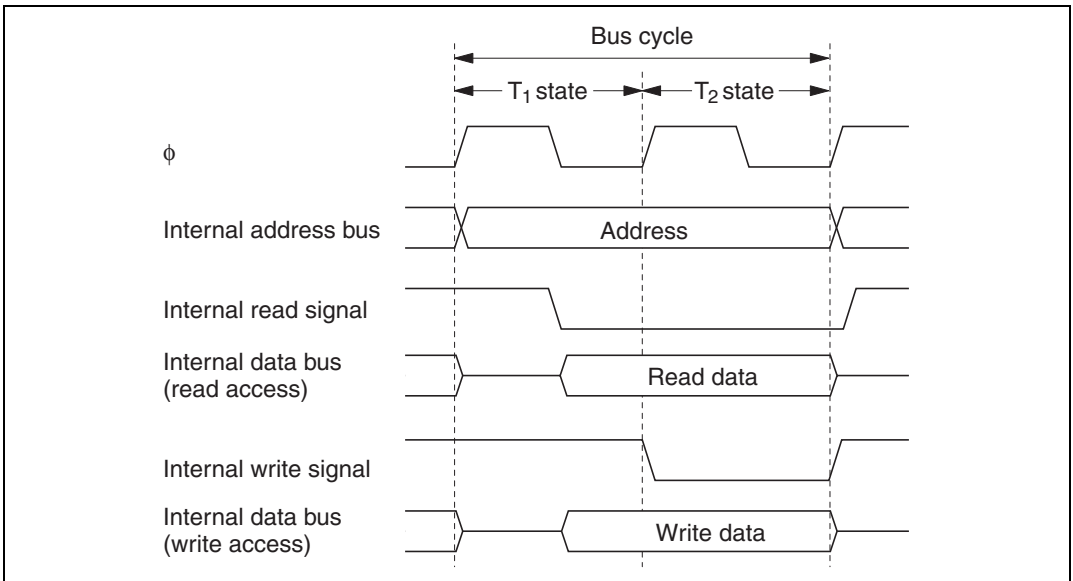 Bus cycle
T1 state
T2 state
ϕ
Internal address bus
Address
Internal read signal
Internal data bus
(read access)
Read data
Internal write signal
Internal data bus
(write access)
Write data